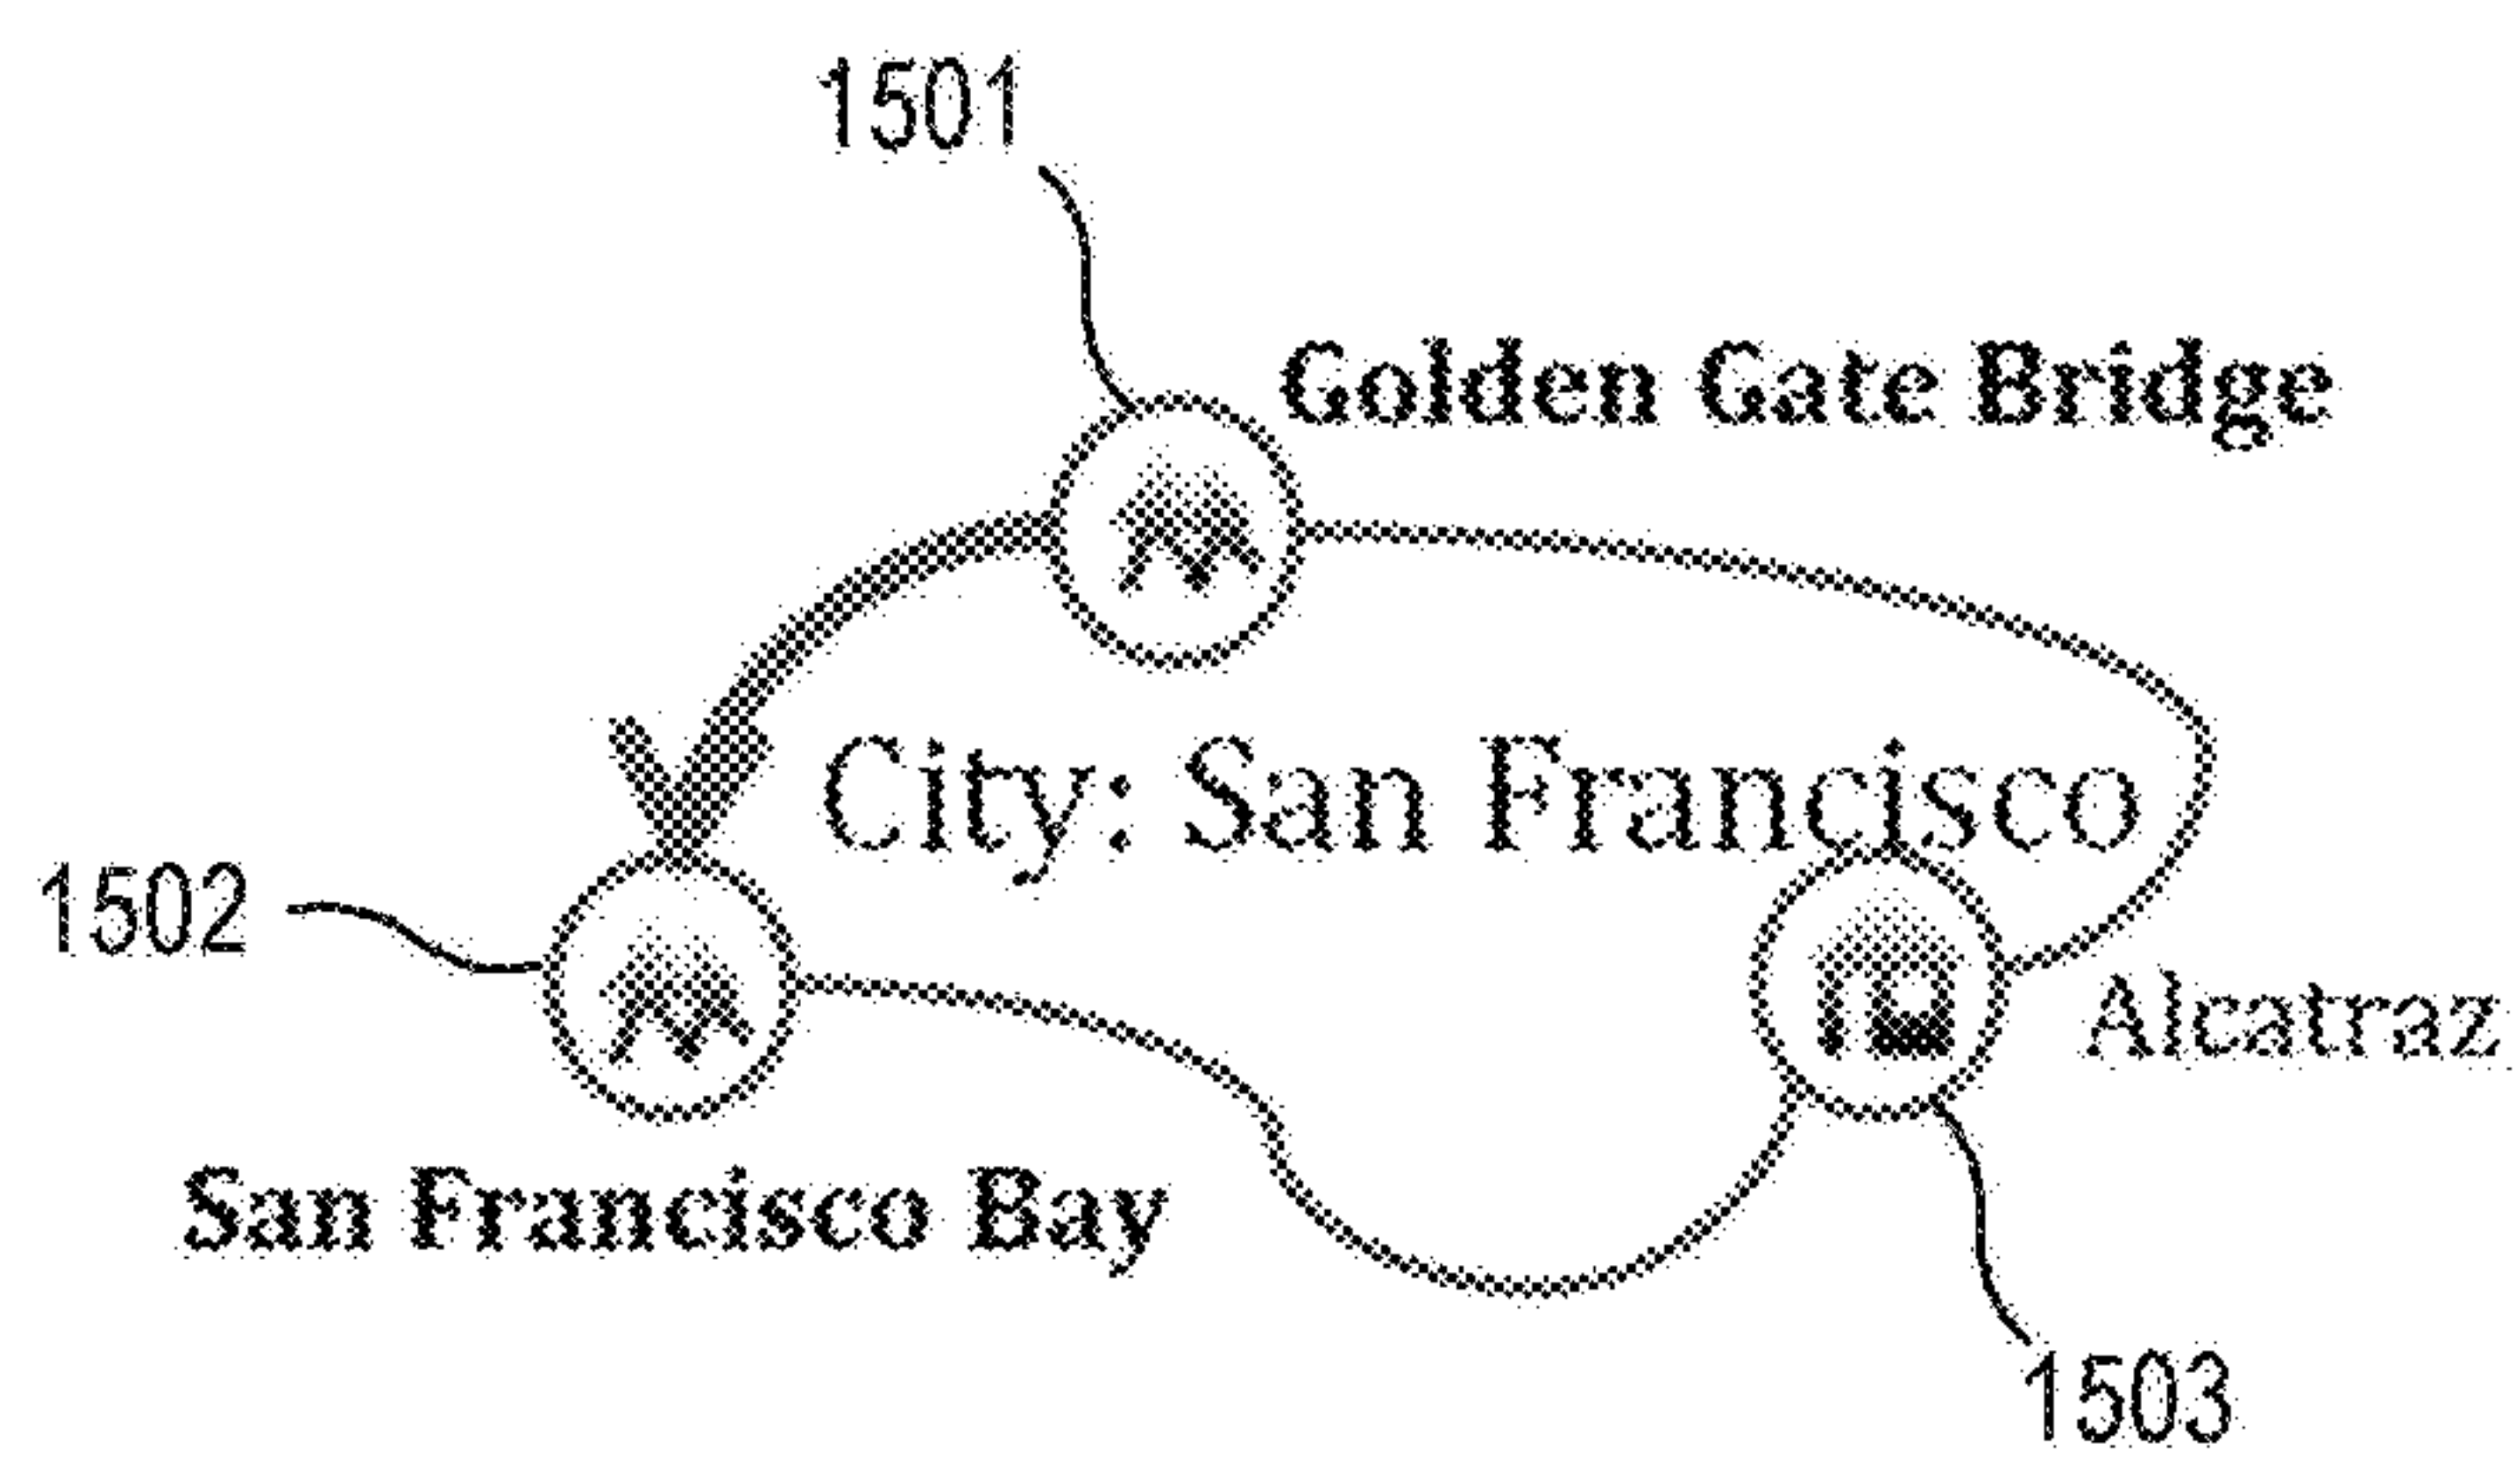 1501
Golden Gate Bridge
City: San Francisco
1502
Alcatraz
San Francisco Bay
1503